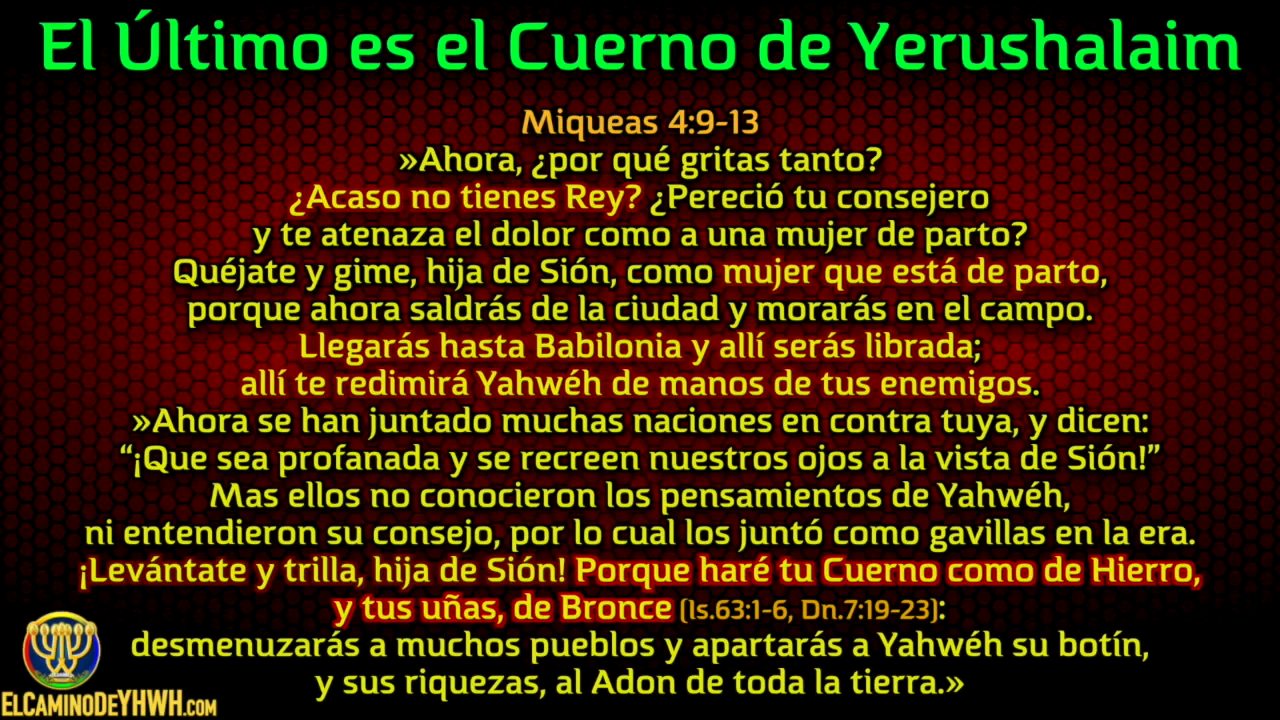 El Último es el Cuerno de Yerushalaim
Miqueas 4:9-13
»Ahora, ¿por qué gritas tanto?
¿Acaso no tienes Rey? ¿Pereció tu consejero
y te atenaza el dolor como a una mujer de parto?
Quéjate y gime, hija de Sión, como mujer que está de parto,
porque ahora saldrás de la ciudad y morarás en el campo.
Llegarás hasta Babilonia y allí serás librada;
allí te redimirá Yahwéh de manos de tus enemigos.
»Ahora se han juntado muchas naciones en contra tuya, y dicen:
“¡Que sea profanada y se recreen nuestros ojos a la vista de Sión!”
Mas ellos no conocieron los pensamientos de Yahwéh,
ni entendieron su consejo, por lo cual los juntó como gavillas en la era.
¡Levántate y trilla, hija de Sión! Porque haré tu Cuerno como de Hierro,
y tus uñas, de Bronce (Is.63:1-6, Dn.7:19-23):
desmenuzarás a muchos pueblos y apartarás a Yahwéh su botín,
y sus riquezas, al Adon de toda la tierra.»
ELCAMINODEYHWH.com